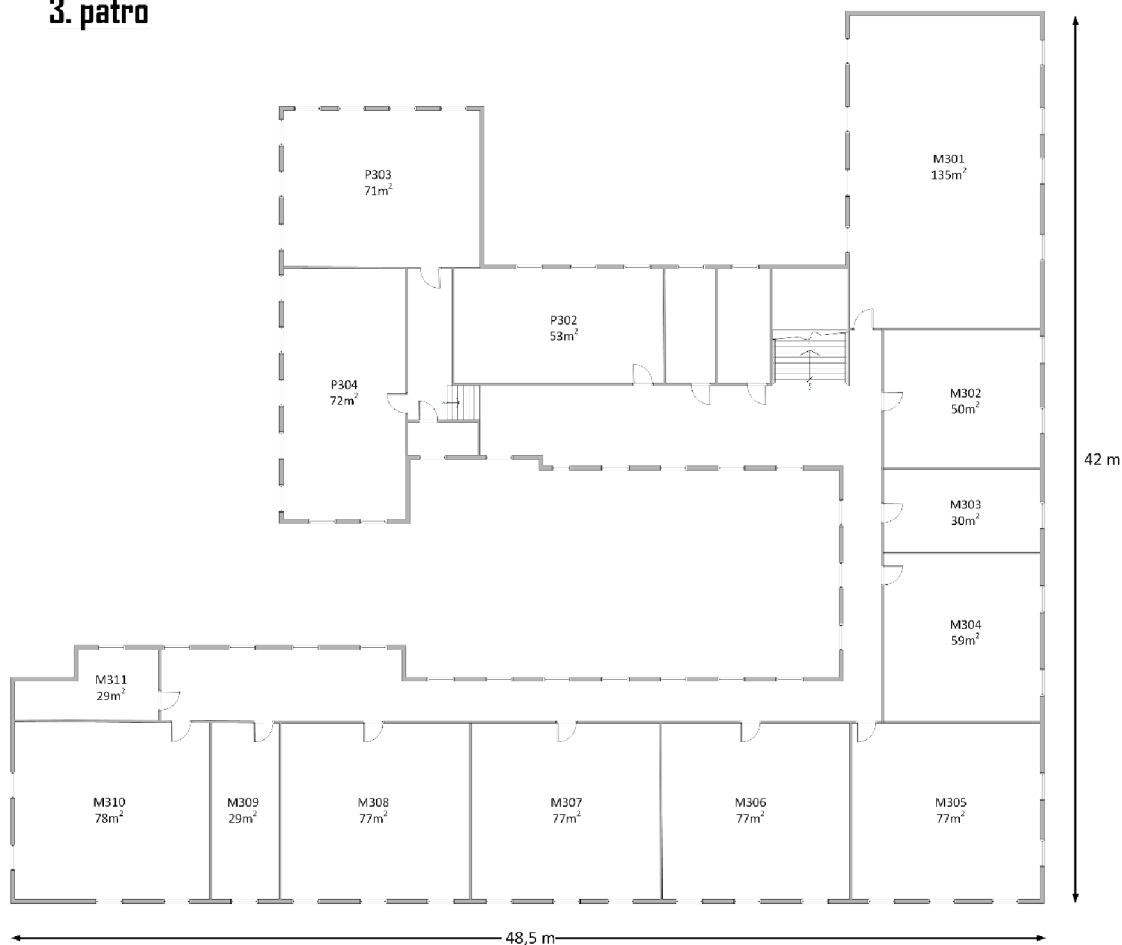 3. patro
M301
135m²
P303
71m²
P302
53m²
P304
72m²
M302
50m²
42 m
M303
30m²
M304
59m²
M311
29m²
M310
78m²
M309
29m²
M308
77m²
M307
77m²
M306
77m²
M305
77m²
48,5 m